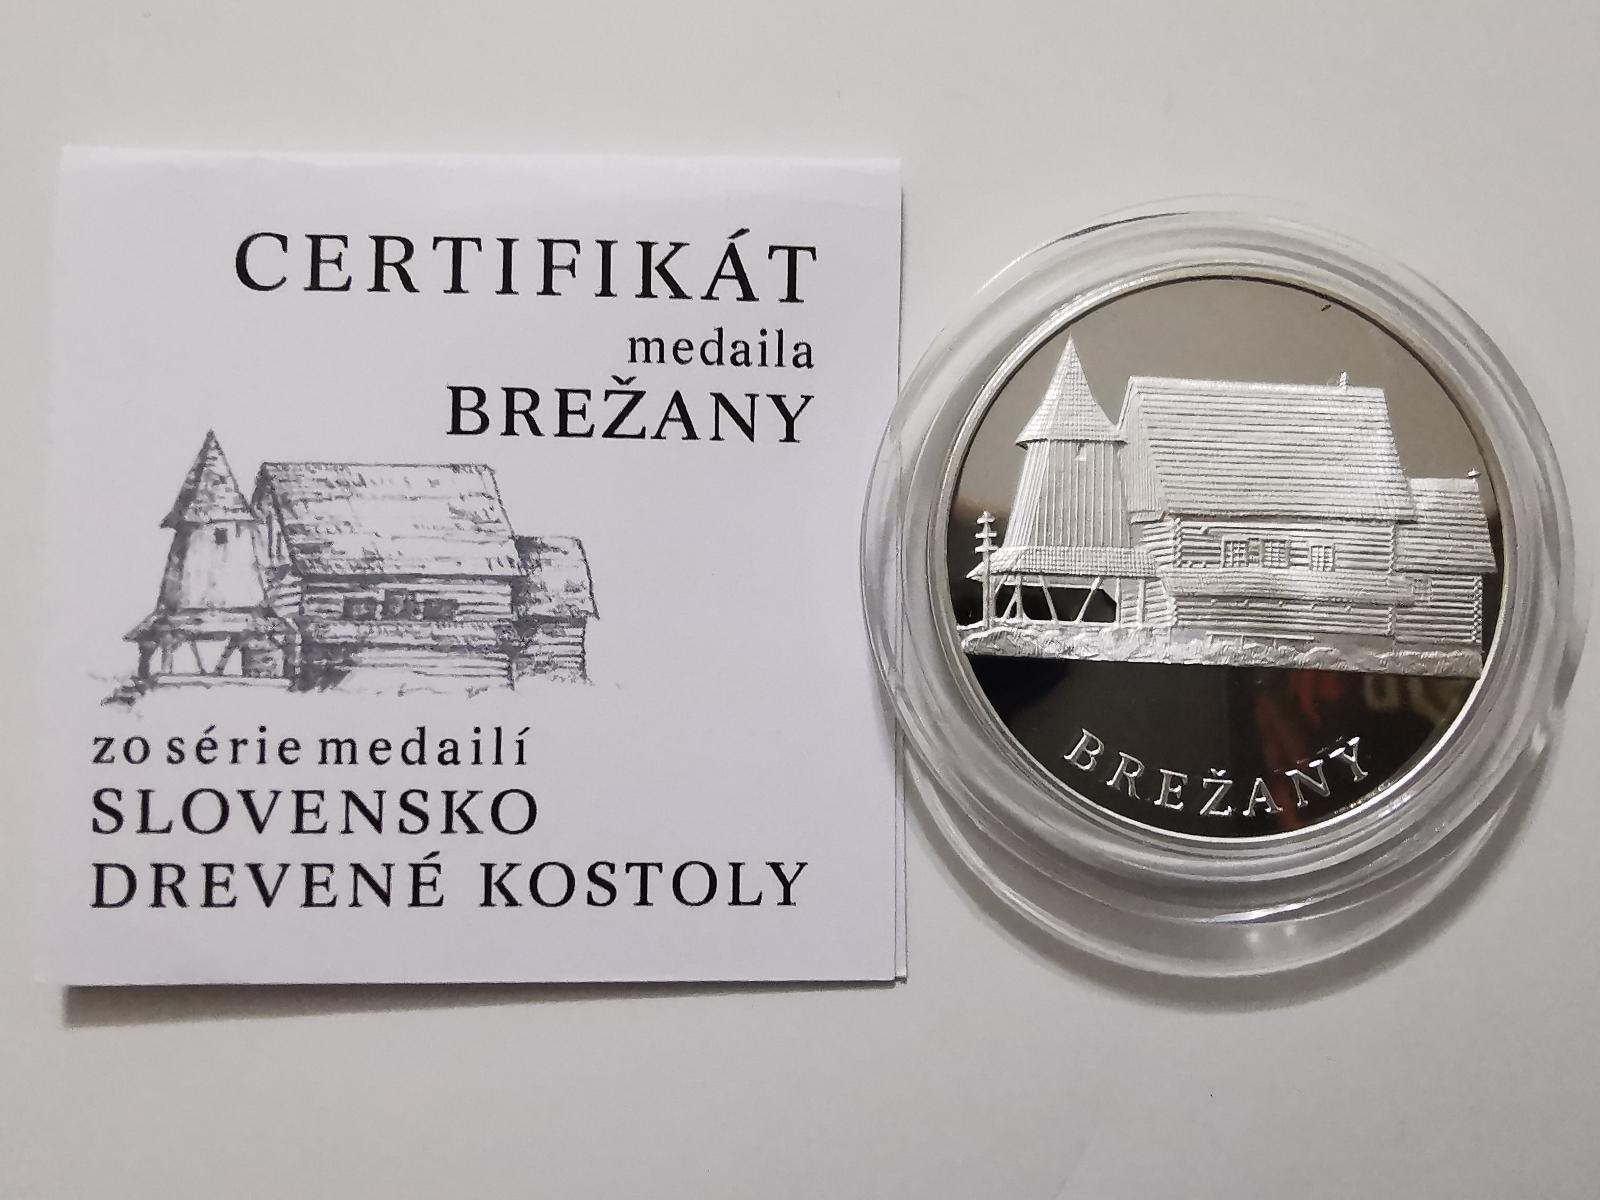 CERTIFIKÁT
medaila
BREŽANY
zo série medailí
SLOVENSKO
DREVENÉ KOSTOLY
BREŽANY